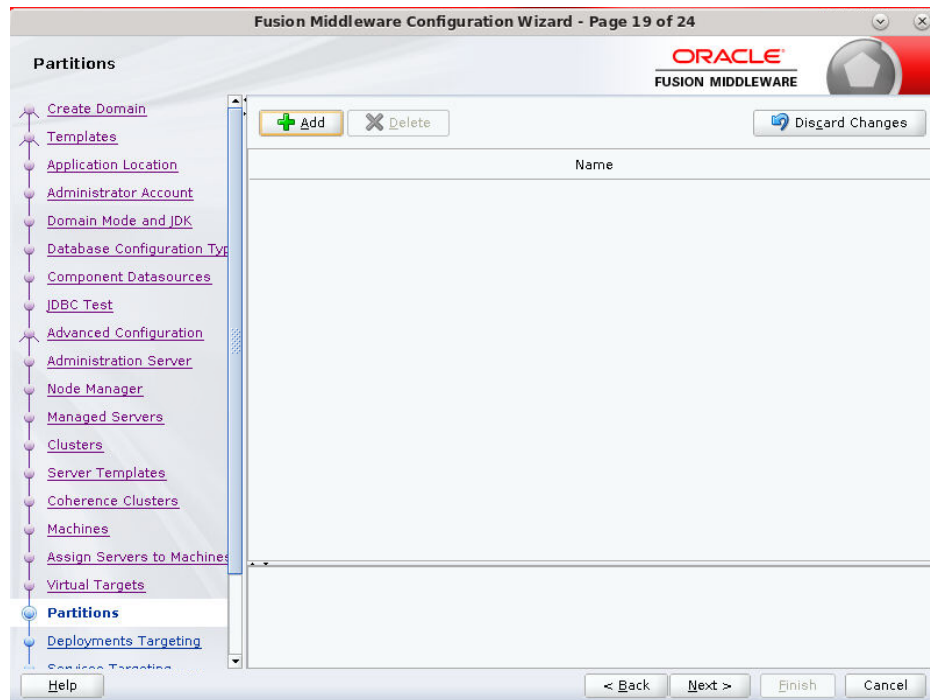 Fusion Middleware Configuration Wizard - Page 19 of 24
Partitions
ORACLE
FUSION MIDDLEWARE
Create Domain
Templates
Application Location
Administrator Account
Domain Mode and JDK
Database Configuration Typ
Component Datasources
JDBC Test
Advanced Configuration
Administration Server
Node Manager
Managed Servers
Clusters
Server Templates
Coherence Clusters
Machines
Assign Servers to Machines
Virtual Targets
Partitions
Deployments Targeting
Services Targeting
Add
Delete
Discard Changes
Name
Help
< Back
Next >
Finish
Cancel